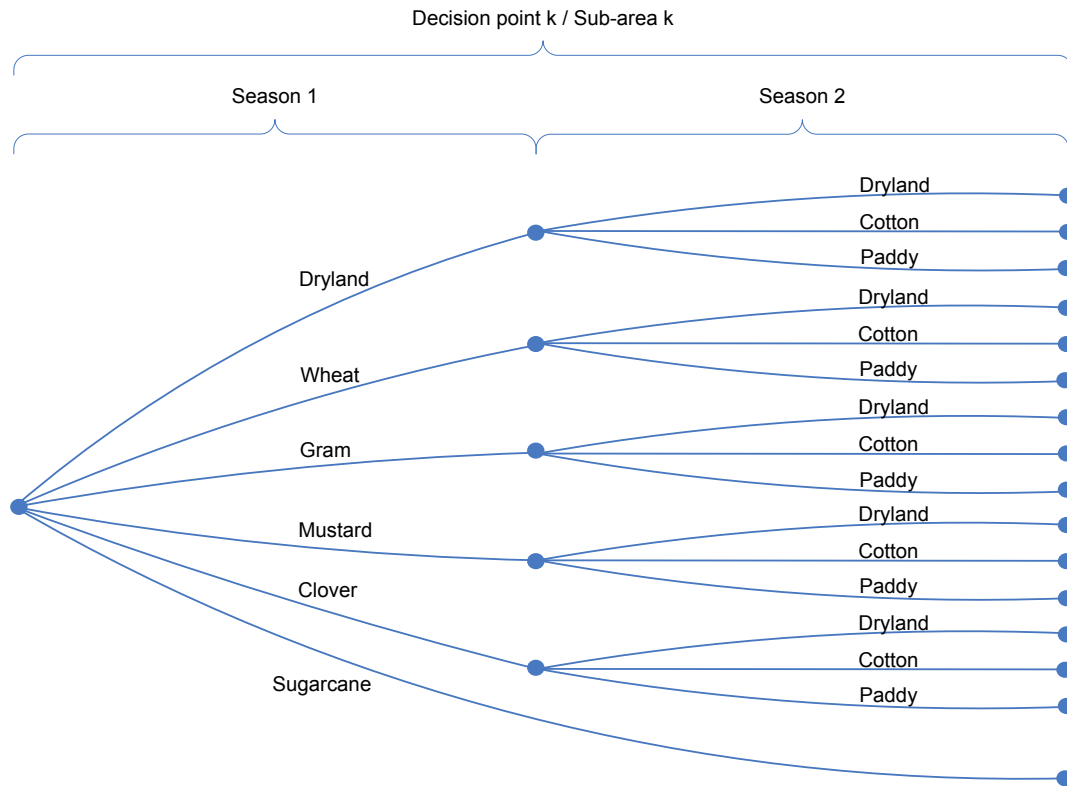 Decision point k / Sub-area k
Season 1
Season 2
Dryland
Cotton
Paddy
Dryland
Dryland
Cotton
Wheat
Paddy
Dryland
Gram
Cotton
Paddy
Dryland
Mustard
Cotton
Clover
Paddy
Dryland
Cotton
Sugarcane
Paddy